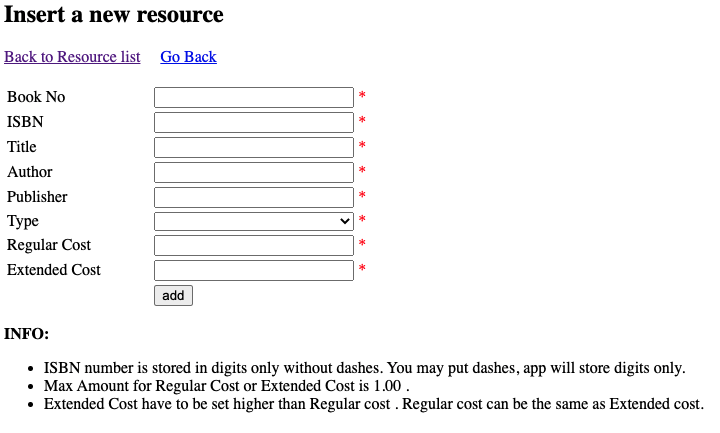 Insert a new resource
Back to Resource list Go Back
Book No *
ISBN *
Title *
Author *
Publisher *
Type *
Regular Cost *
Extended Cost *
add
INFO:
• ISBN number is stored in digits only without dashes. You may put dashes, app will store digits only.
• Max Amount for Regular Cost or Extended Cost is 1.00 .
• Extended Cost have to be set higher than Regular cost . Regular cost can be the same as Extended cost.